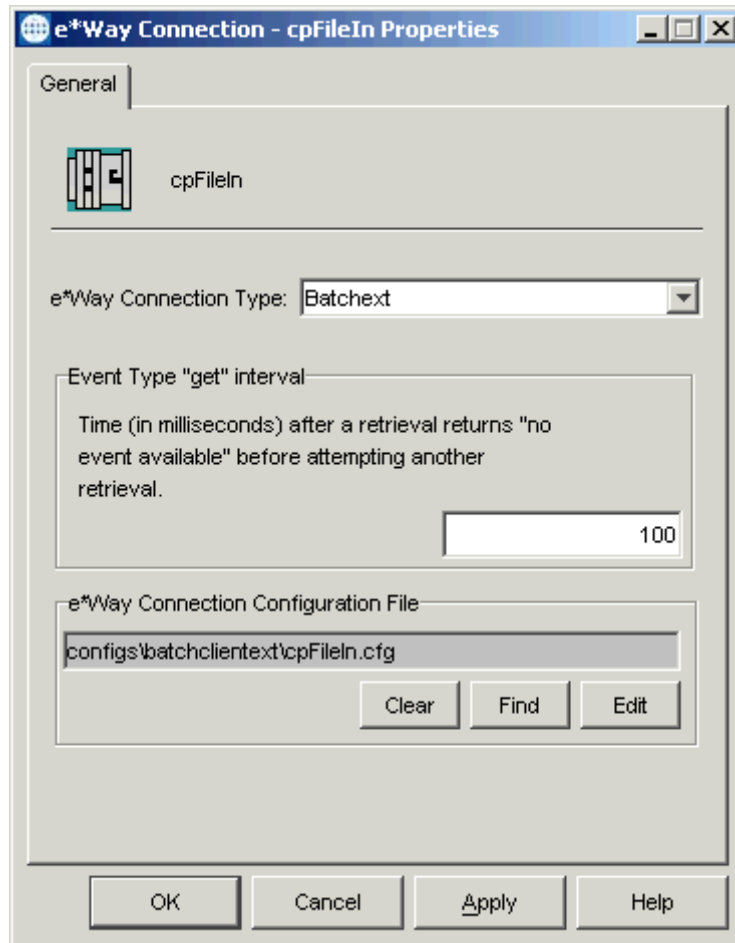 e*Way Connection - cpFileIn Properties
General
cpFileIn
e*Way Connection Type: Batchext
Event Type "get" interval
Time (in milliseconds) after a retrieval returns "no
event available" before attempting another
retrieval.
100
e*Way Connection Configuration File
configs\batchclientext\cpFileIn.cfg
Clear Find Edit
OK Cancel Apply Help